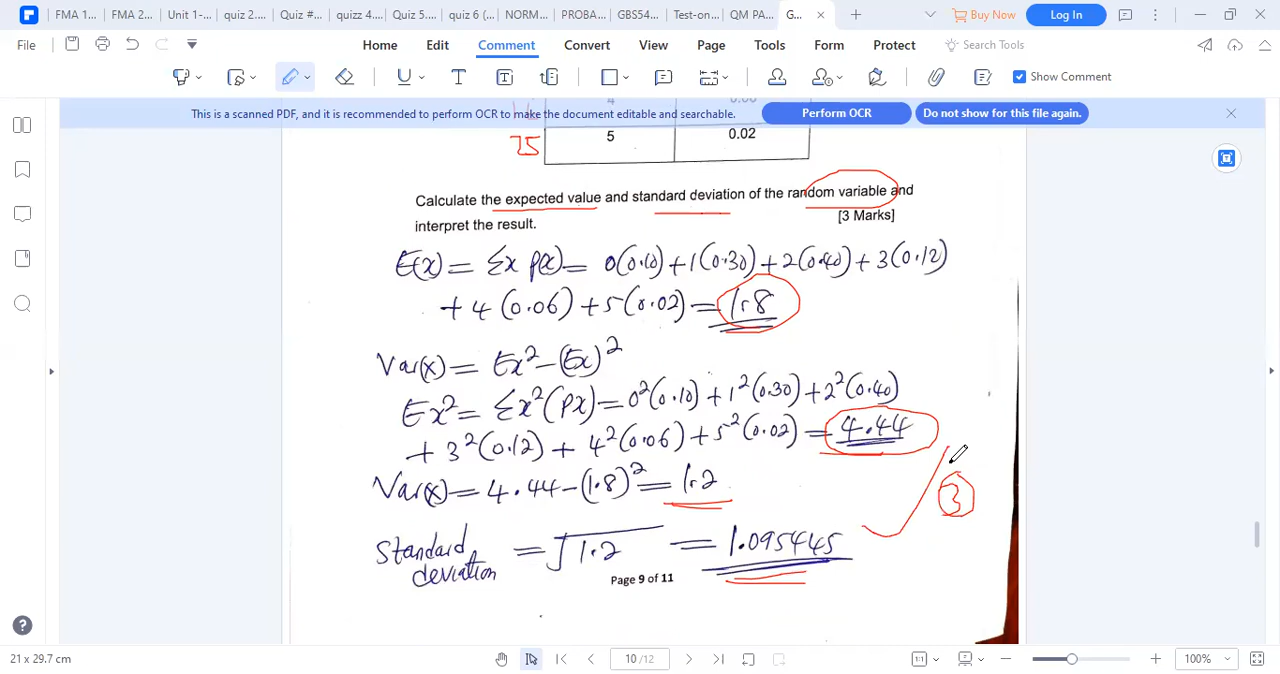 FMA 1... FMA 2... Unit 1-... quiz 2.... Quiz #... quizz 4.... Quiz 5.... quiz 6 (... NORM... PROBA... GBS54... Test-on... QM PA... G...
Buy Now Log In
File Home Edit Comment Convert View Page Tools Form Protect Search Tools
Show Comment
This is a scanned PDF, and it is recommended to perform OCR to make the document editable and searchable. Perform OCR Do not show for this file again.
25 5 0.02
Calculate the expected value and standard deviation of the random variable and
interpret the result. [3 Marks]
E(x) = Σx P(x) = 0(0.10) + 1(0.30) + 2(0.40) + 3(0.12)
+ 4(0.06) + 5(0.02) = 1.8
Var(x) = Ex² - (Ex)²
Ex² = Σx²(Px) = 0²(0.10) + 1²(0.30) + 2²(0.40)
+ 3²(0.12) + 4²(0.06) + 5²(0.02) = 4.44
Var(x) = 4.44 - (1.8)² = 1.2
3
Standard deviation = √1.2 = 1.095445
Page 9 of 11
21 x 29.7 cm 10 /12 1:1 100%